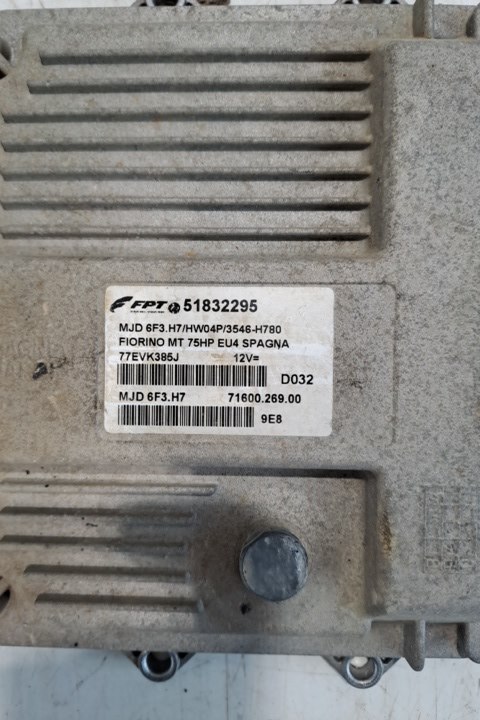 FPT 51832295
MJD 6F3.H7/HW04P/3546-H780
FIORINO MT 75HP EU4 SPAGNA
77EVK385J 12V=
D032
MJD 6F3.H7 71600.269.00
9E8